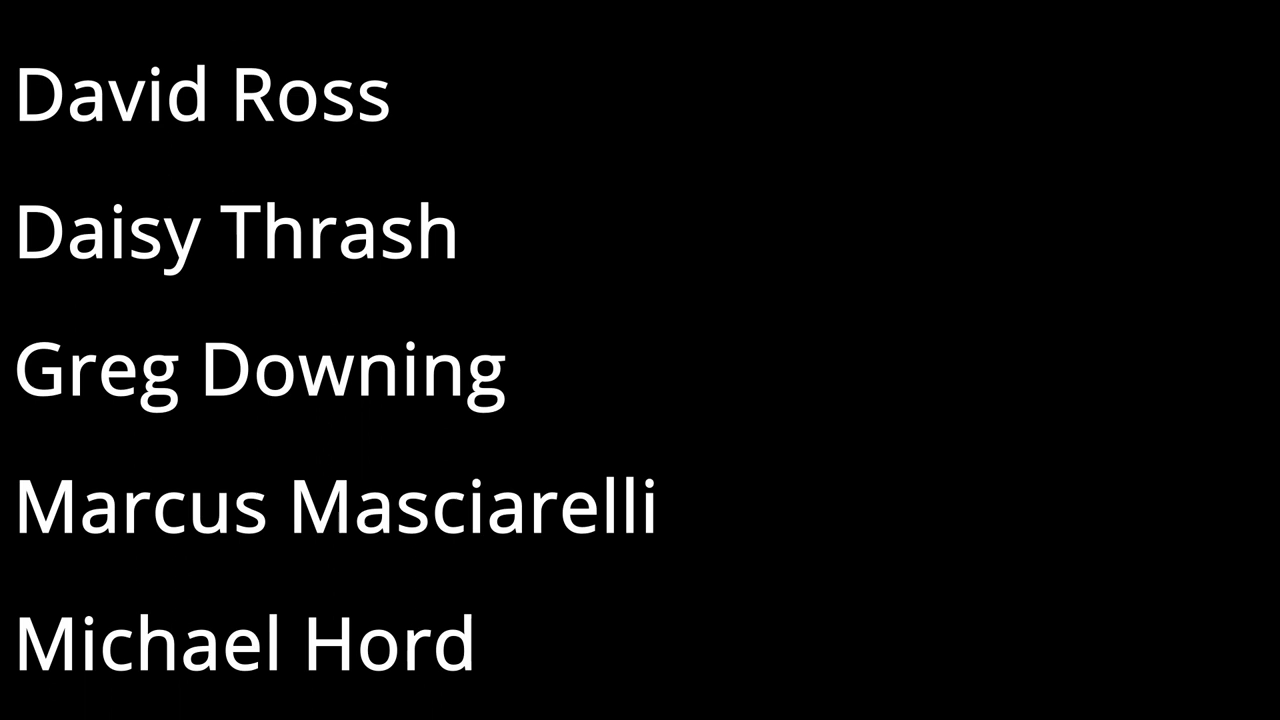 David Ross
Daisy Thrash
Greg Downing
Marcus Masciarelli
Michael Hord